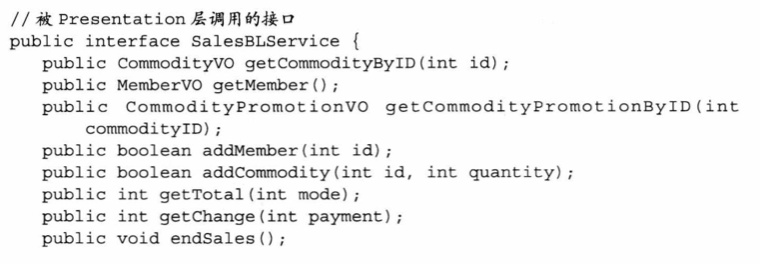 // 被 Presentation 层调用的接口
public interface SalesBLService {
public CommodityVO getCommodityByID(int id);
public MemberVO getMember();
public CommodityPromotionVO getCommodityPromotionByID(int
commodityID);
public boolean addMember(int id);
public boolean addCommodity(int id, int quantity);
public int getTotal(int mode);
public int getChange(int payment);
public void endSales();